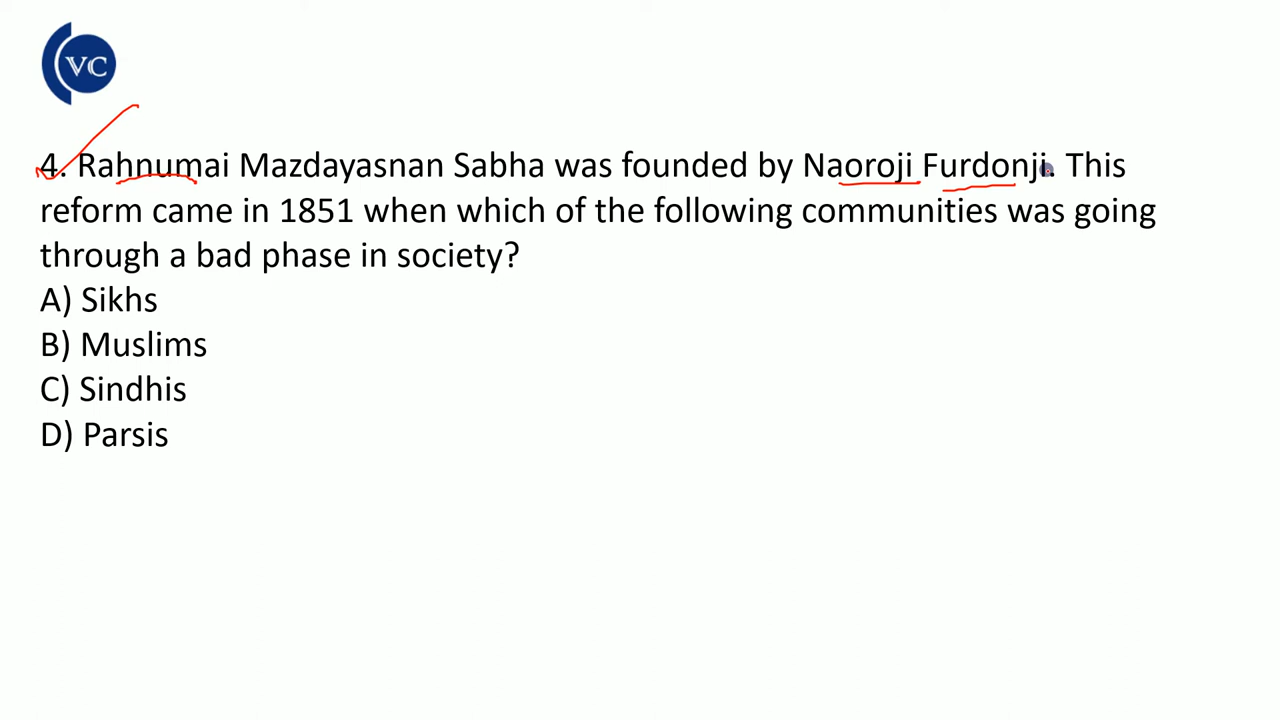 VC
4. Rahnumai Mazdayasnan Sabha was founded by Naoroji Furdonji. This
reform came in 1851 when which of the following communities was going
through a bad phase in society?
A) Sikhs
B) Muslims
C) Sindhis
D) Parsis